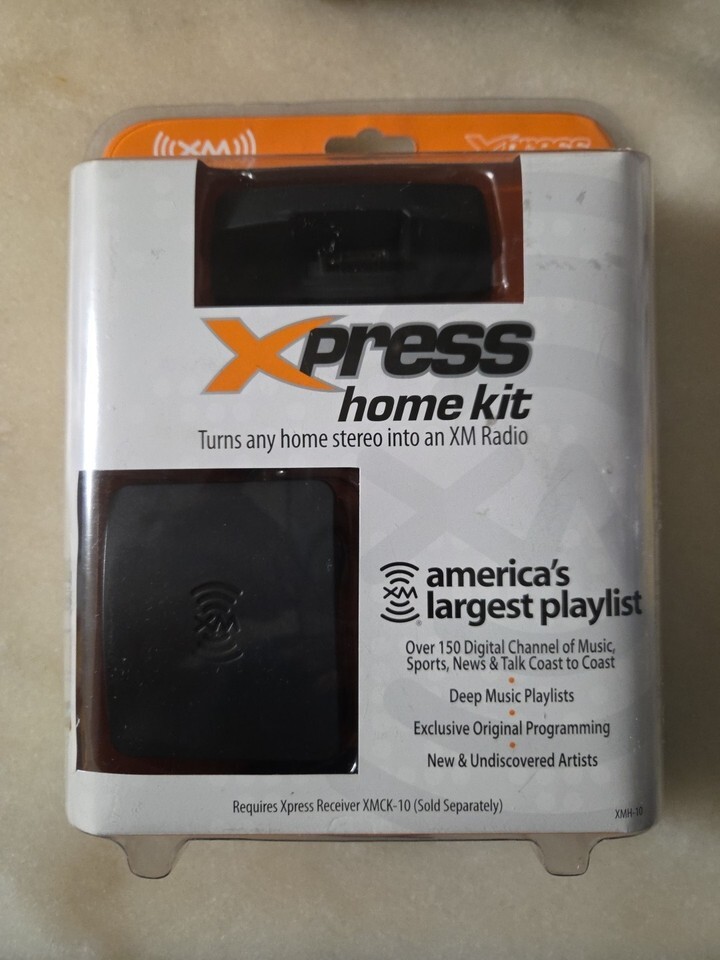 XM
Xpress
Xpress
home kit
Turns any home stereo into an XM Radio
XM
XM
america's
largest playlist
Over 150 Digital Channel of Music,
Sports, News & Talk Coast to Coast
Deep Music Playlists
Exclusive Original Programming
New & Undiscovered Artists
Requires Xpress Receiver XMCK-10 (Sold Separately)
XMH-10